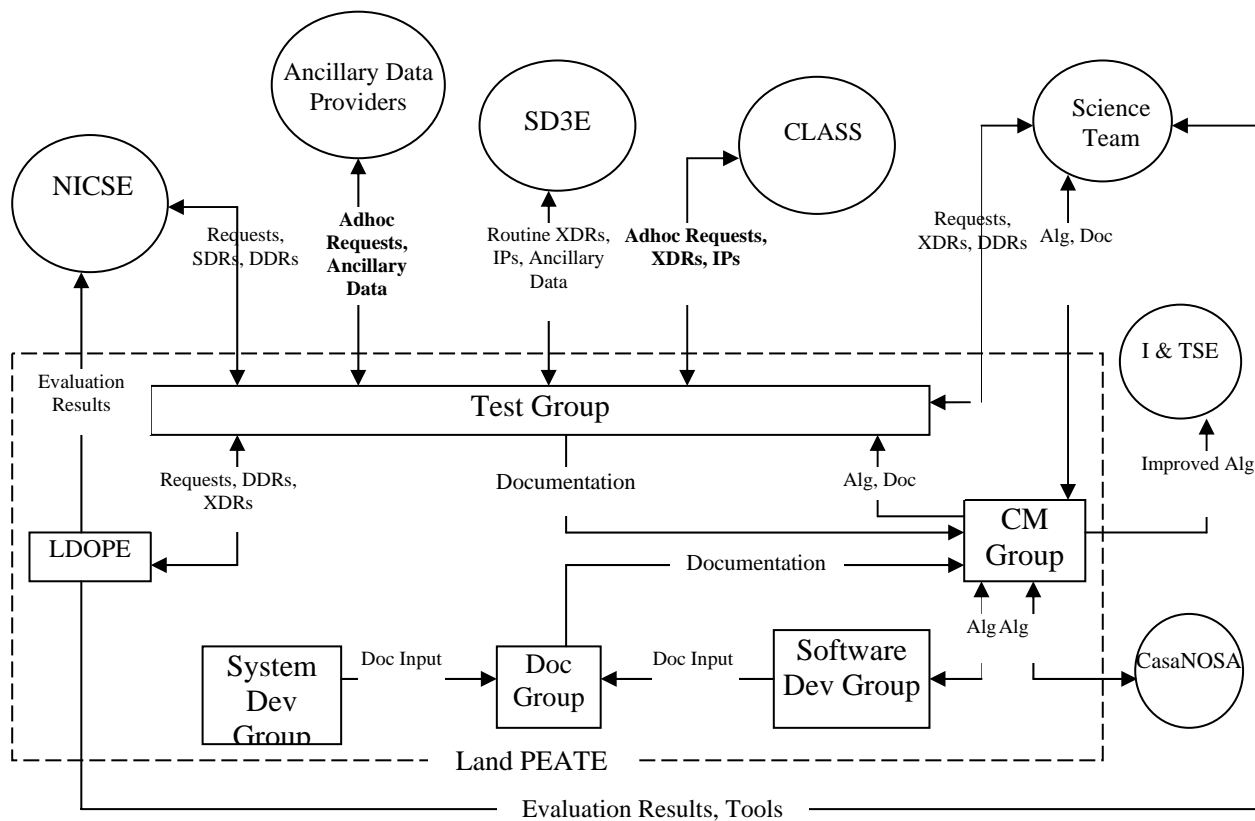 Ancillary Data
Providers
SD3E
CLASS
Science
Team
NICSE
Requests,
SDRs, DDRs
Adhoc
Requests,
Ancillary
Data
Routine XDRs,
IPs, Ancillary
Data
Adhoc Requests,
XDRs, IPs
Requests,
XDRs, DDRs
Alg, Doc
I & TSE
Evaluation
Results
Test Group
Improved Alg
Requests, DDRs,
XDRs
Documentation
Alg, Doc
CM
Group
LDOPE
Documentation
Alg Alg
System
Dev
Group
Doc Input
Doc
Group
Doc Input
Software
Dev Group
CasaNOSA
Land PEATE
Evaluation Results, Tools